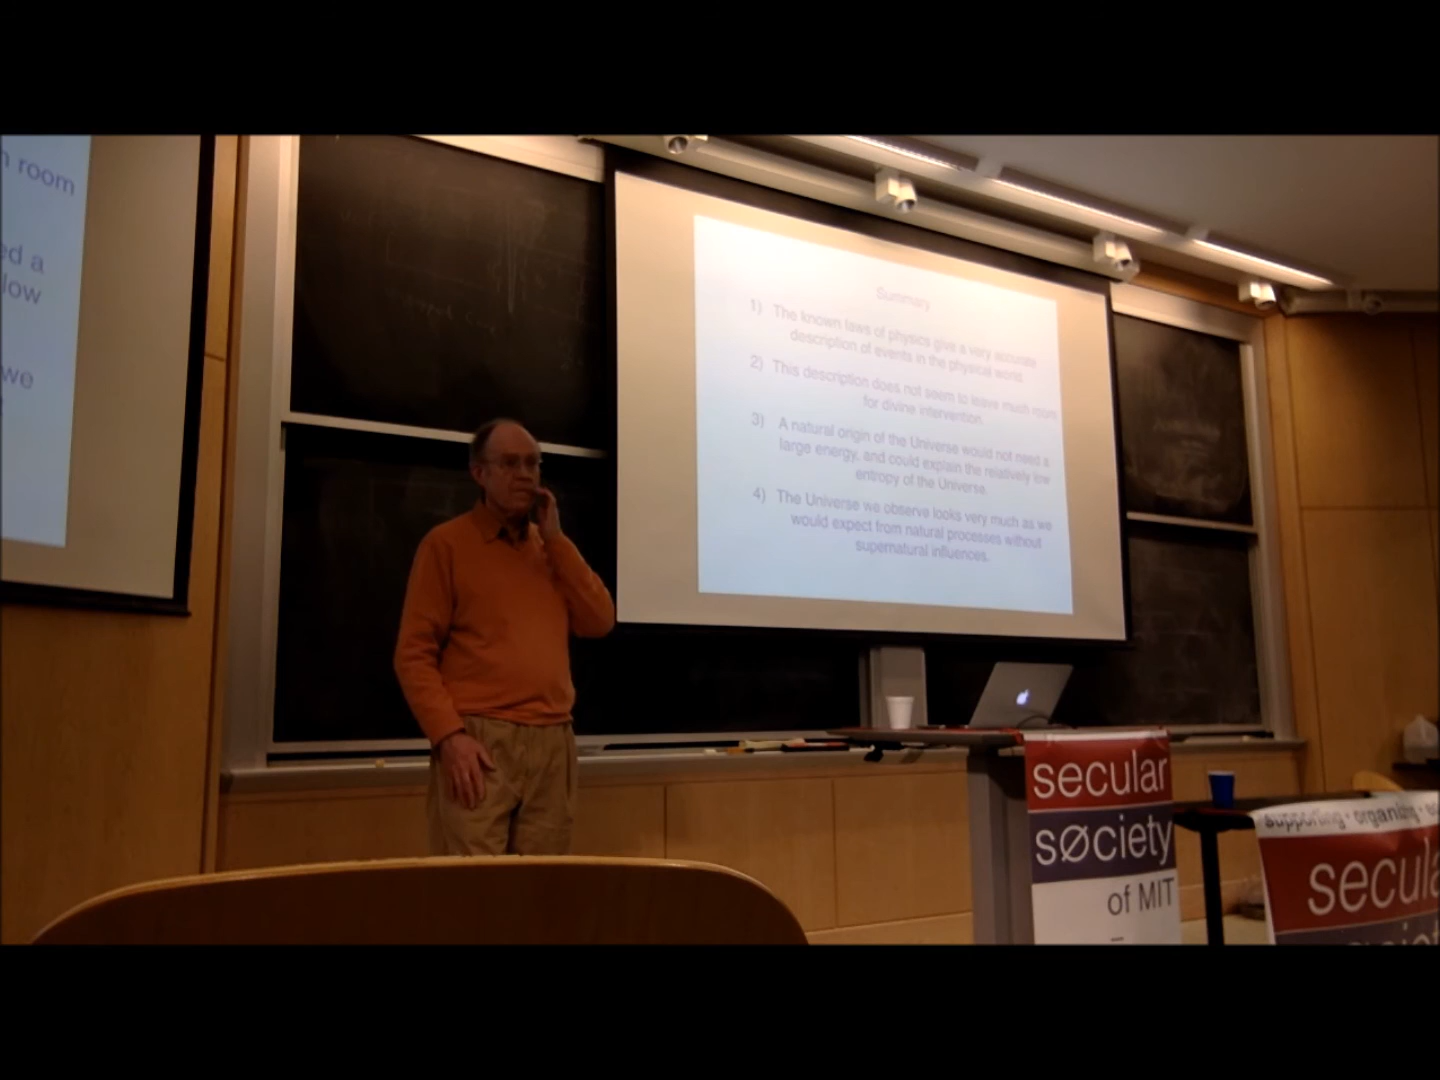 n room
ed a
low
we
Summary
1) The known laws of physics give a very accurate
description of events in the physical world.
2) This description does not seem to leave much room
for divine intervention.
3) A natural origin of the Universe would not need a
large energy, and could explain the relatively low
entropy of the Universe.
4) The Universe we observe looks very much as we
would expect from natural processes without
supernatural influences.
secular
søciety
of MIT
supporting · organizing · e
secula